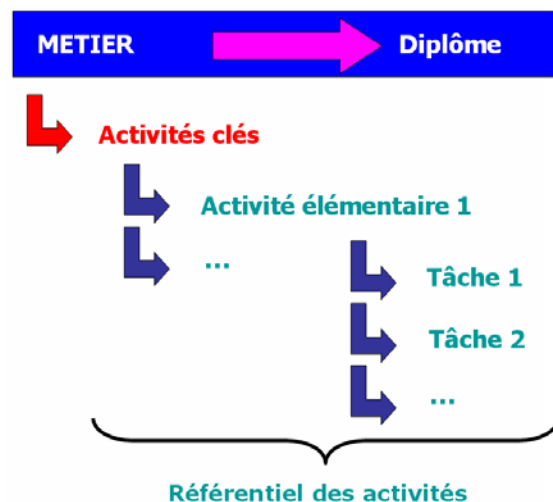 METIER Diplôme
Activités clés
Activité élémentaire 1
...
Tâche 1
Tâche 2
...
Référentiel des activités